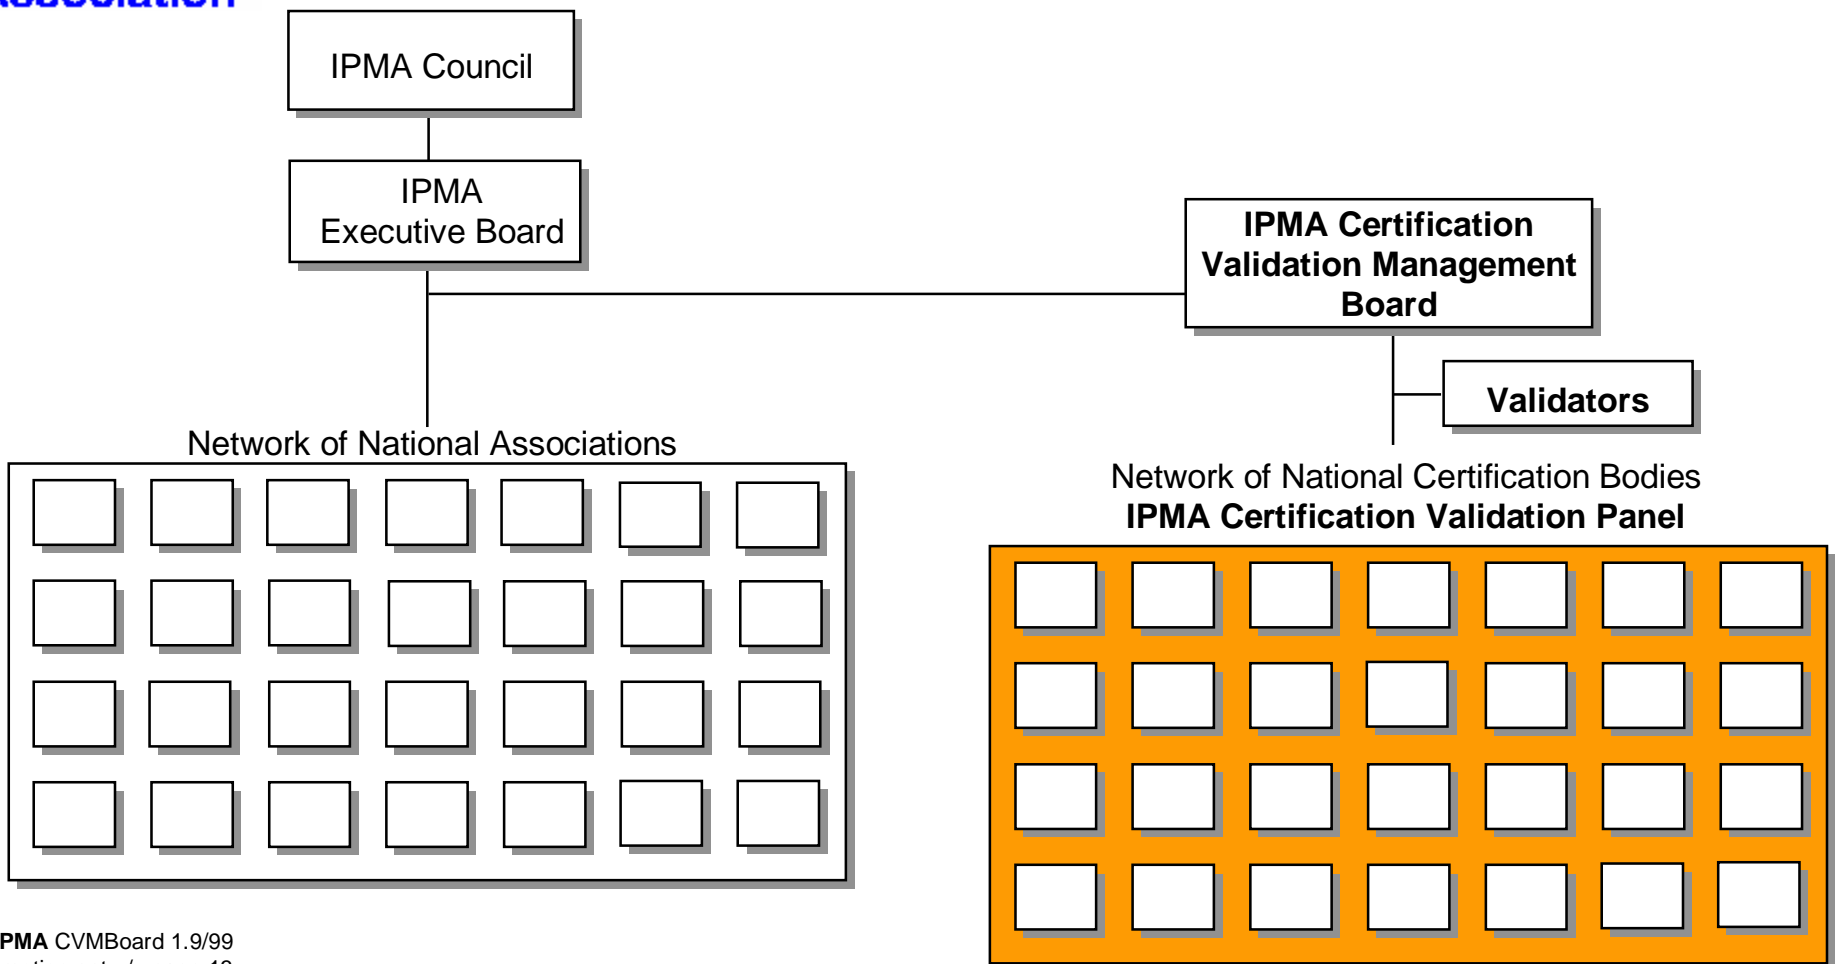 IPMA Council
IPMA
Executive Board
IPMA Certification
Validation Management
Board
Validators
Network of National Associations
Network of National Certification Bodies
IPMA Certification Validation Panel
PMA CVMBoard 1.9/99